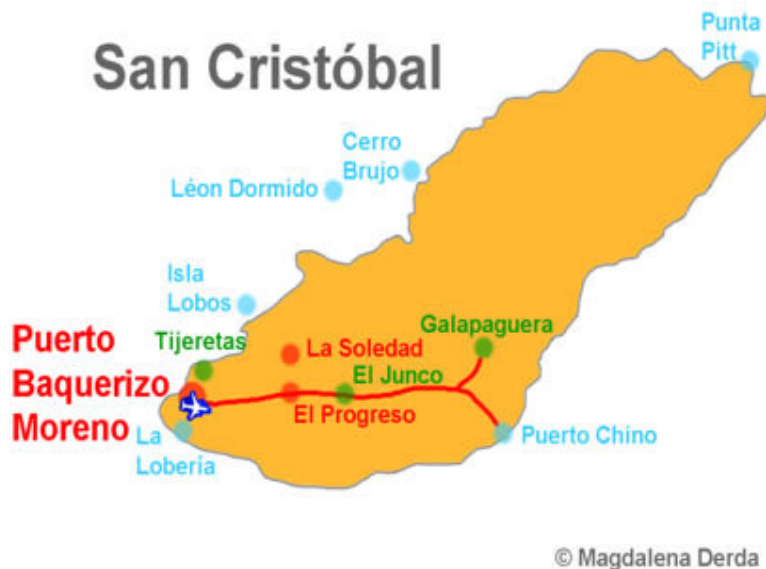 San Cristóbal
Punta
Pitt
Cerro
Brujo
Léon Dormido
Isla
Lobos
Galapaguera
Puerto
Baquerizo
Moreno
Tijeretas
La Soledad
El Junco
El Progreso
La
Lobería
Puerto Chino
© Magdalena Derda